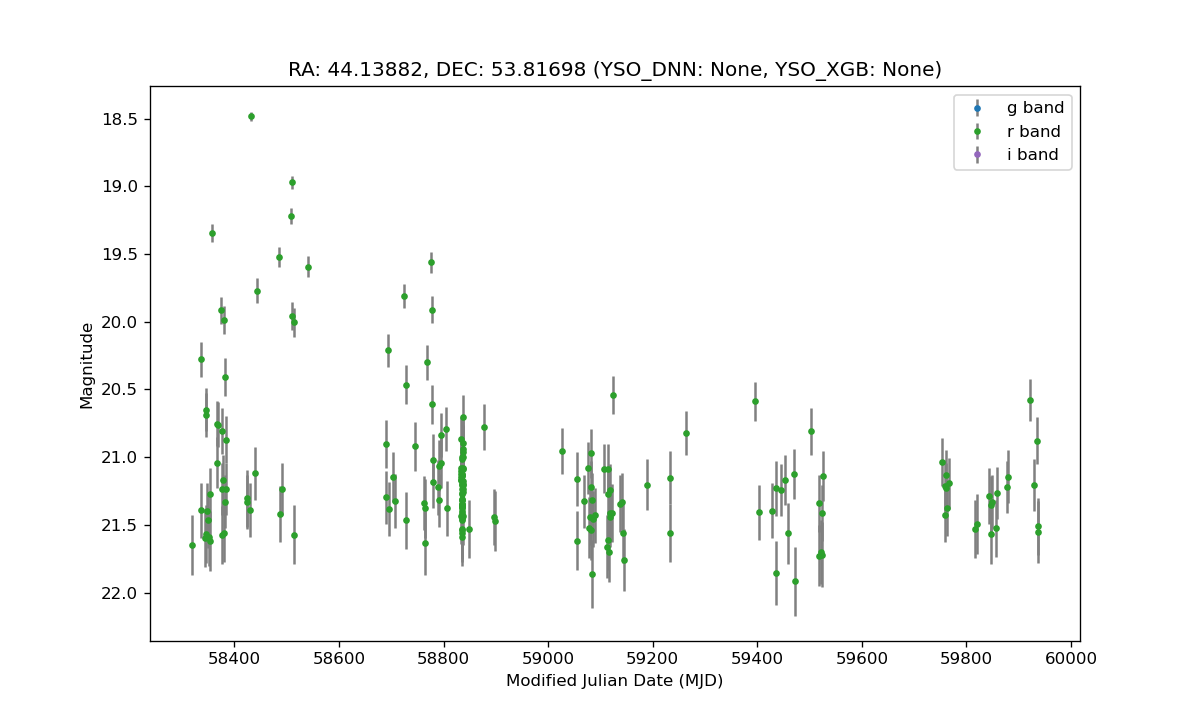 RA: 44.13882, DEC: 53.81698 (YSO_DNN: None, YSO_XGB: None)
g band
r band
i band
18.5
19.0
19.5
20.0
20.5
21.0
21.5
22.0
Magnitude
58400 58600 58800 59000 59200 59400 59600 59800 60000
Modified Julian Date (MJD)